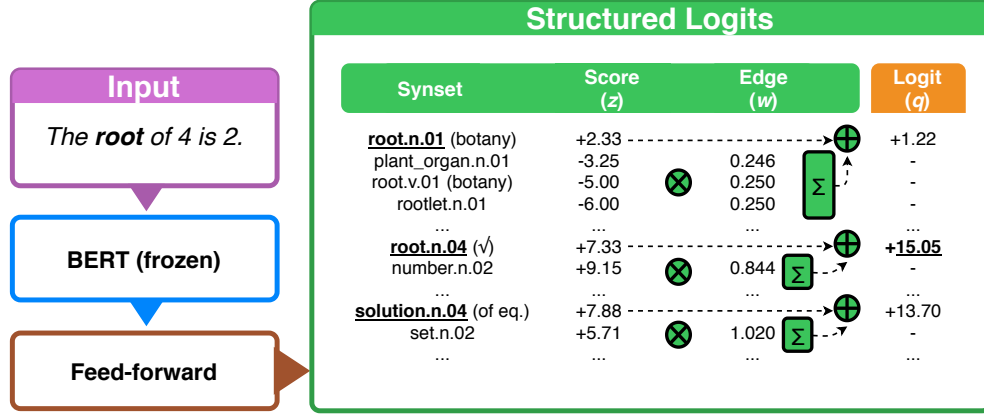 Input
The root of 4 is 2.
BERT (frozen)
Feed-forward
Structured Logits
Synset Score (z) Edge (w) Logit (q)
root.n.01 (botany) +2.33 +1.22
plant_organ.n.01 -3.25 0.246 -
root.v.01 (botany) -5.00 0.250 -
rootlet.n.01 -6.00 0.250 -
Σ
... ... ... ...
root.n.04 (√) +7.33 +15.05
number.n.02 +9.15 0.844 Σ -
... ... ... ...
solution.n.04 (of eq.) +7.88 +13.70
set.n.02 +5.71 1.020 Σ -
... ... ... ...